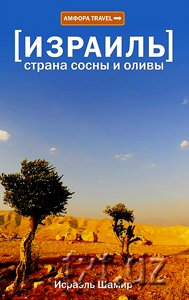 АМФОРА TRAVEL
[ИЗРАИЛЬ]
страна сосны и оливы
Исраэль Шамир